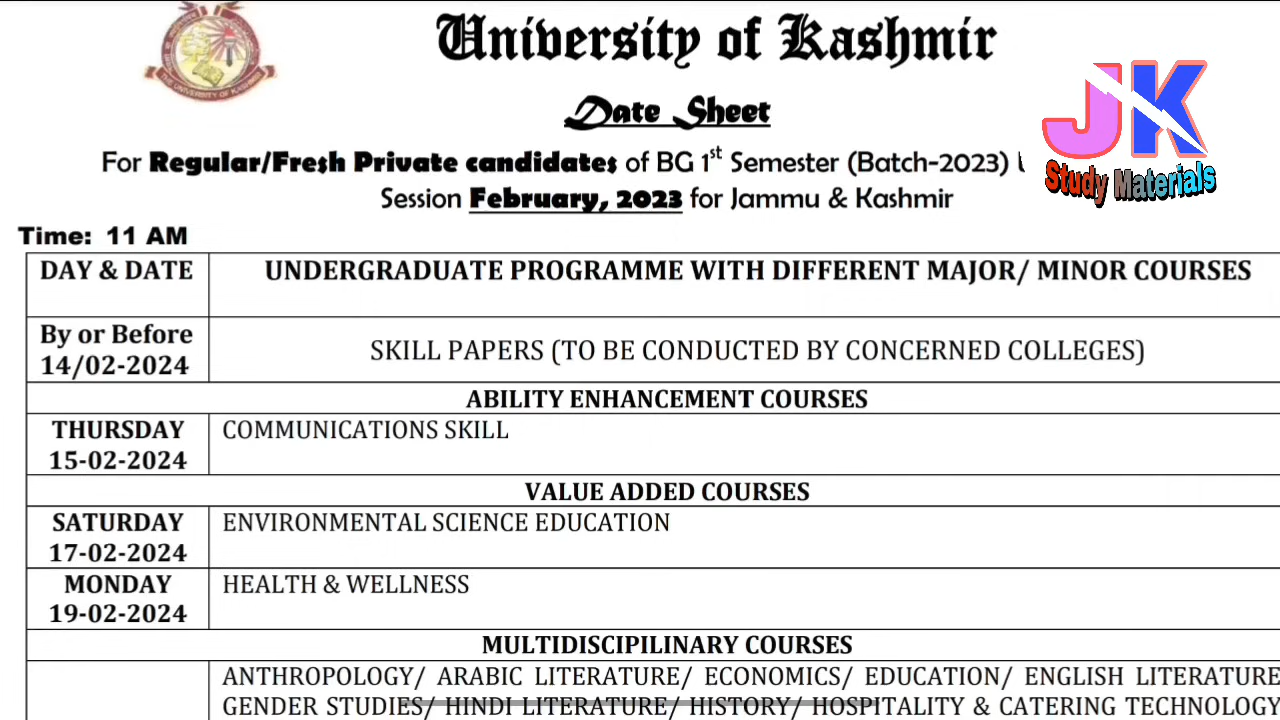 University of Kashmir
Date Sheet
For Regular/Fresh Private candidates of BG 1st Semester (Batch-2023)
Session February, 2023 for Jammu & Kashmir
JK
Study Materials
Time: 11 AM
DAY & DATE
UNDERGRADUATE PROGRAMME WITH DIFFERENT MAJOR/ MINOR COURSES
By or Before
14/02-2024
SKILL PAPERS (TO BE CONDUCTED BY CONCERNED COLLEGES)
ABILITY ENHANCEMENT COURSES
THURSDAY
15-02-2024
COMMUNICATIONS SKILL
VALUE ADDED COURSES
SATURDAY
17-02-2024
ENVIRONMENTAL SCIENCE EDUCATION
MONDAY
19-02-2024
HEALTH & WELLNESS
MULTIDISCIPILINARY COURSES
ANTHROPOLOGY/ ARABIC LITERATURE/ ECONOMICS/ EDUCATION/ ENGLISH LITERATURE
GENDER STUDIES/ HINDI LITERATURE/ HISTORY/ HOSPITALITY & CATERING TECHNOLOGY